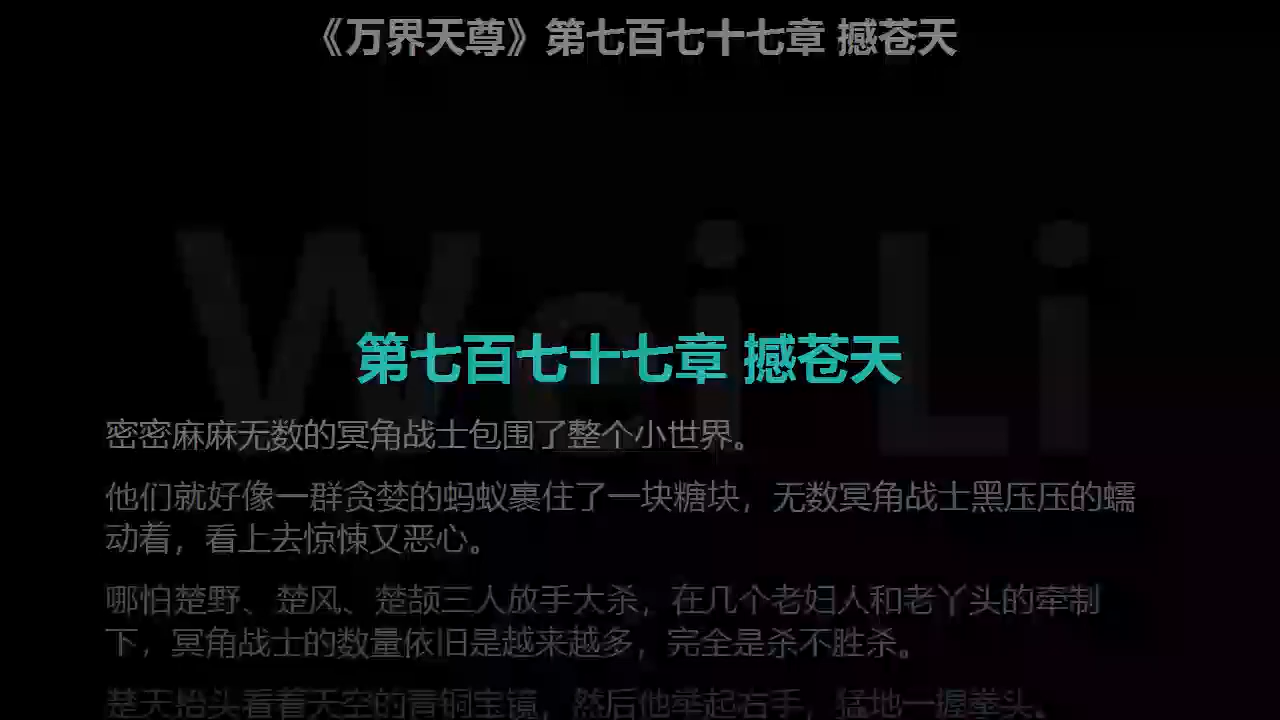 《万界天尊》第七百七十七章 撼苍天
Wei Li
第七百七十七章 撼苍天
密密麻麻无数的冥角战士包围了整个小世界。
他们就好像一群贪婪的蚂蚁裹住了一块糖块，无数冥角战士黑压压的蠕
动着，看上去惊悚又恶心。
哪怕楚野、楚风、楚颉三人放手大杀，在几个老妇人和老丫头的牵制
下，冥角战士的数量依旧是越来越多，完全是杀不胜杀。
楚天抬头看着天空的青铜宝镜，然后他举起右手，猛地一握拳头。